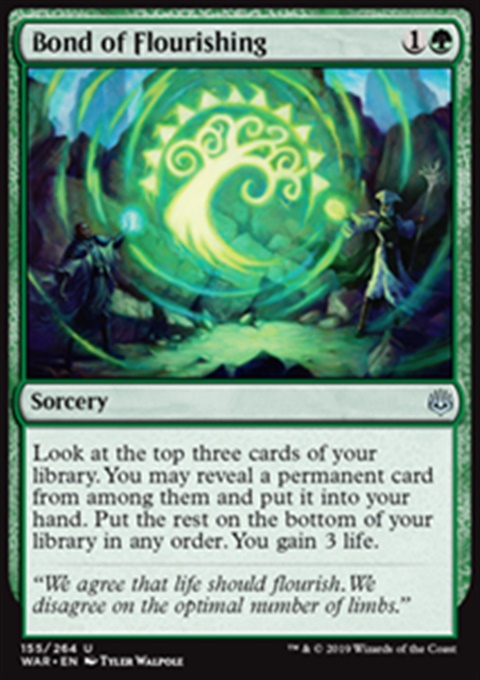 Bond of Flourishing 1
Sorcery
Look at the top three cards of your
library. You may reveal a permanent card
from among them and put it into your
hand. Put the rest on the bottom of your
library in any order. You gain 3 life.
“We agree that life should flourish. We
disagree on the optimal number of limbs.”
155/264 U
™ & © 2019 Wizards of the Coast
WAR • EN Tyler Walpole